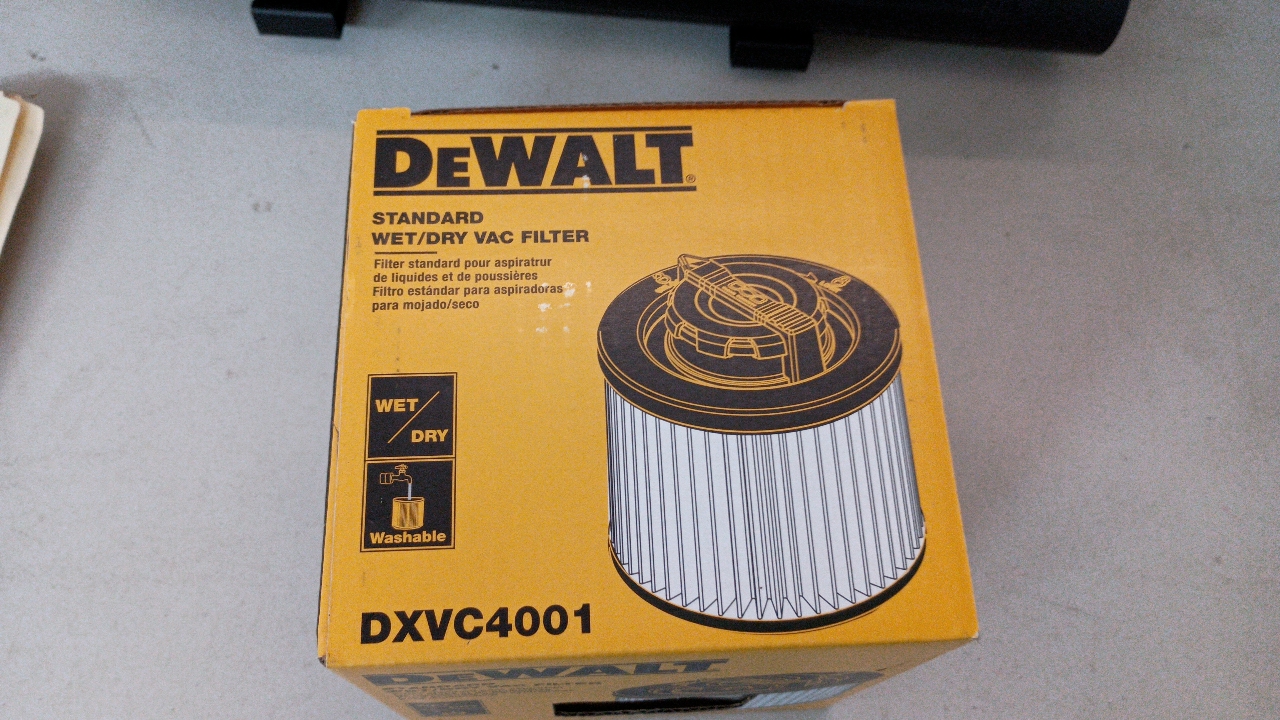 DEWALT®
STANDARD
WET/DRY VAC FILTER
Filter standard pour aspiratrur
de liquides et de poussières
Filtro estándar para aspiradoras
para mojado/seco
WET
DRY
Washable
DXVC4001
DEWALT